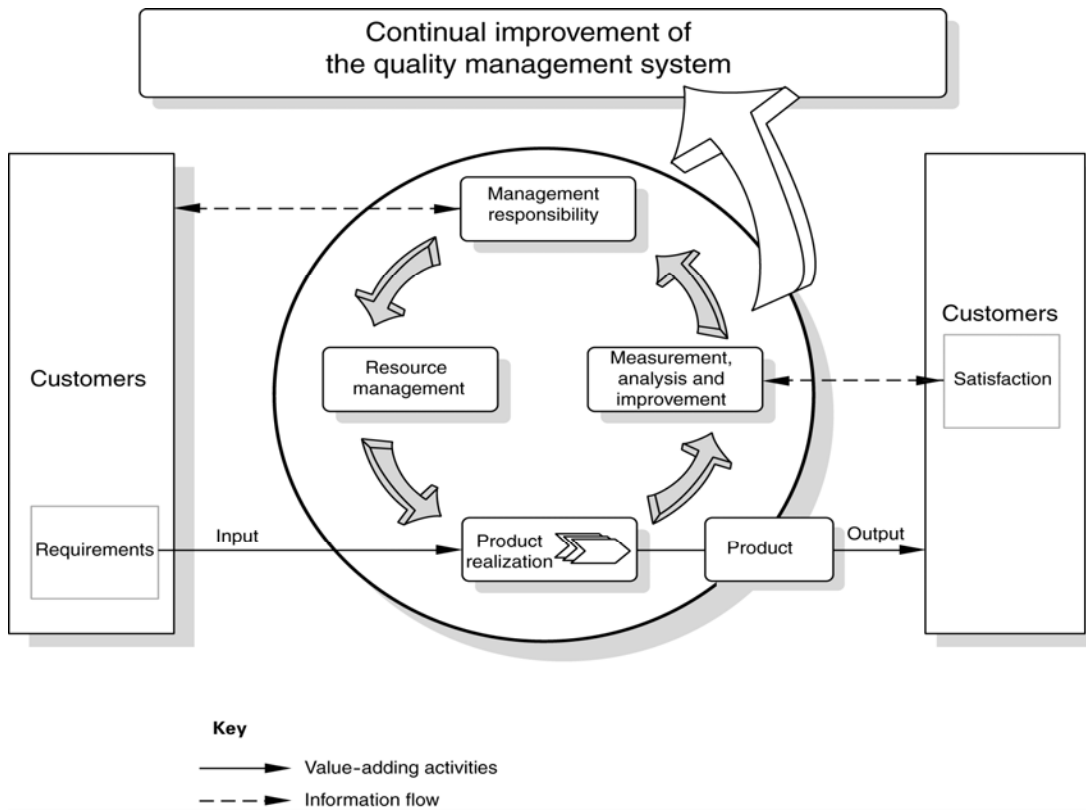 Continual improvement of
the quality management system
Management
responsibility
Customers
Resource
management
Measurement,
analysis and
improvement
Customers
Satisfaction
Requirements
Input
Product
realization
Product
Output
Key
Value-adding activities
Information flow